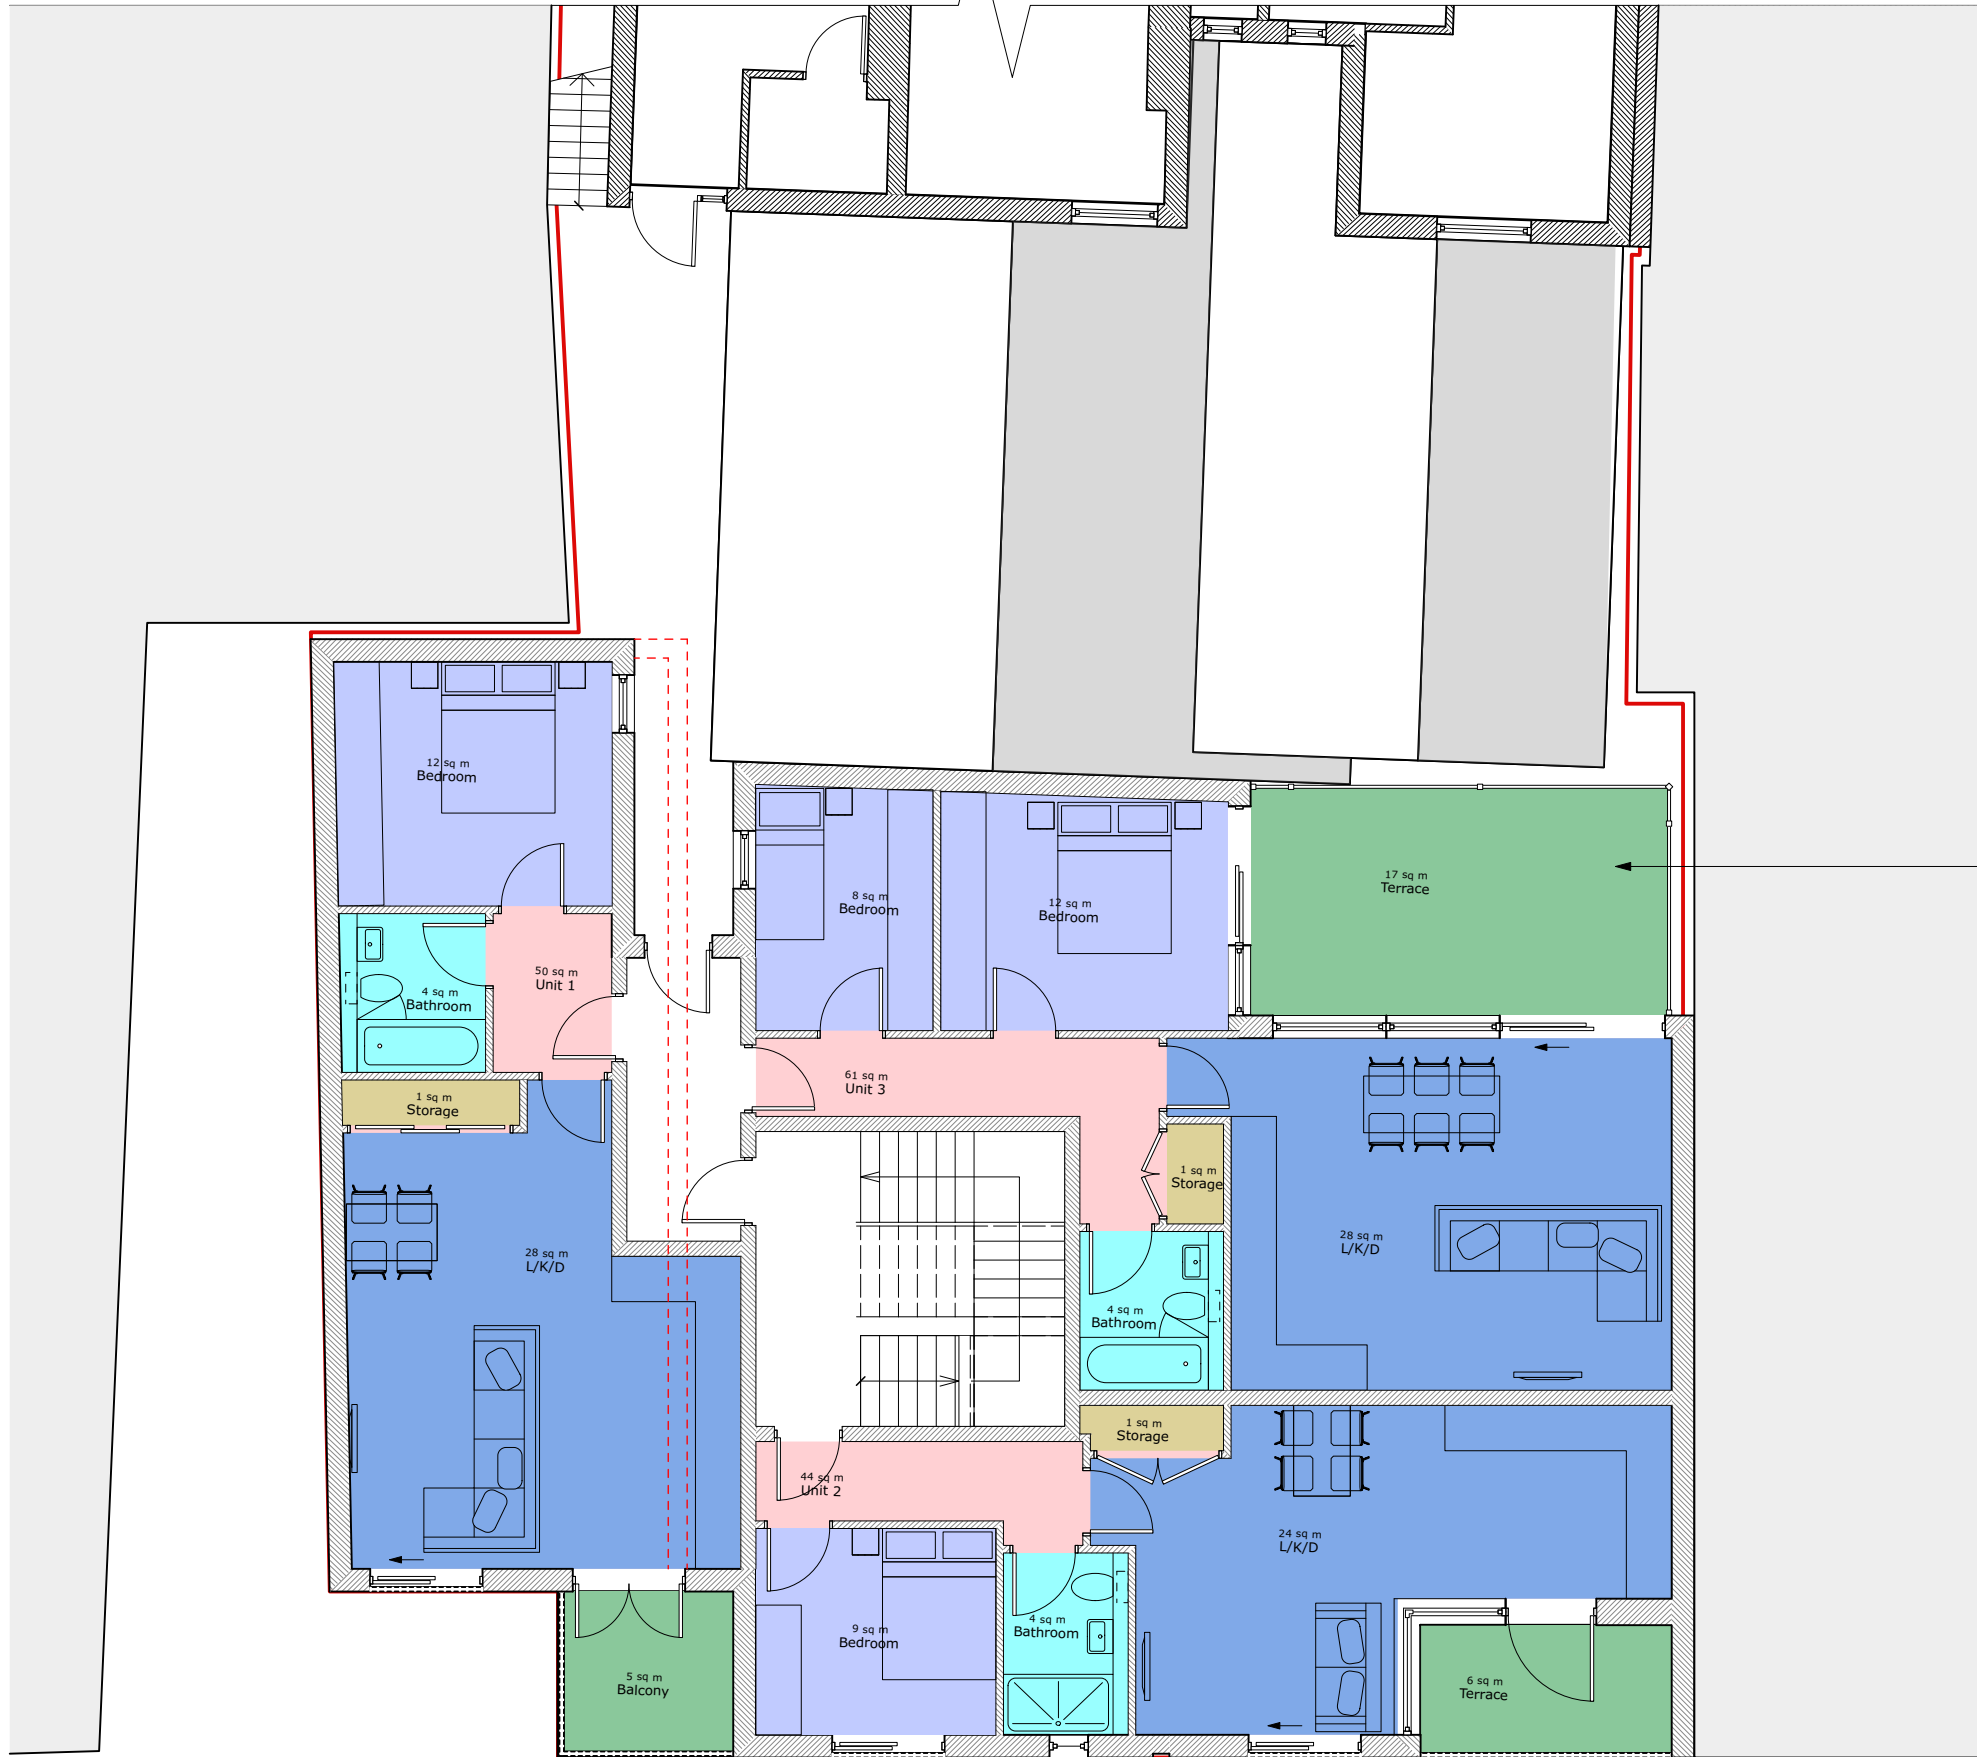 12 sq m
Bedroom
8 sq m
Bedroom
12 sq m
Bedroom
17 sq m
Terrace
50 sq m
Unit 1
4 sq m
Bathroom
1 sq m
Storage
61 sq m
Unit 3
1 sq m
Storage
28 sq m
L/K/D
28 sq m
L/K/D
4 sq m
Bathroom
1 sq m
Storage
44 sq m
Unit 2
24 sq m
L/K/D
9 sq m
Bedroom
4 sq m
Bathroom
5 sq m
Balcony
6 sq m
Terrace